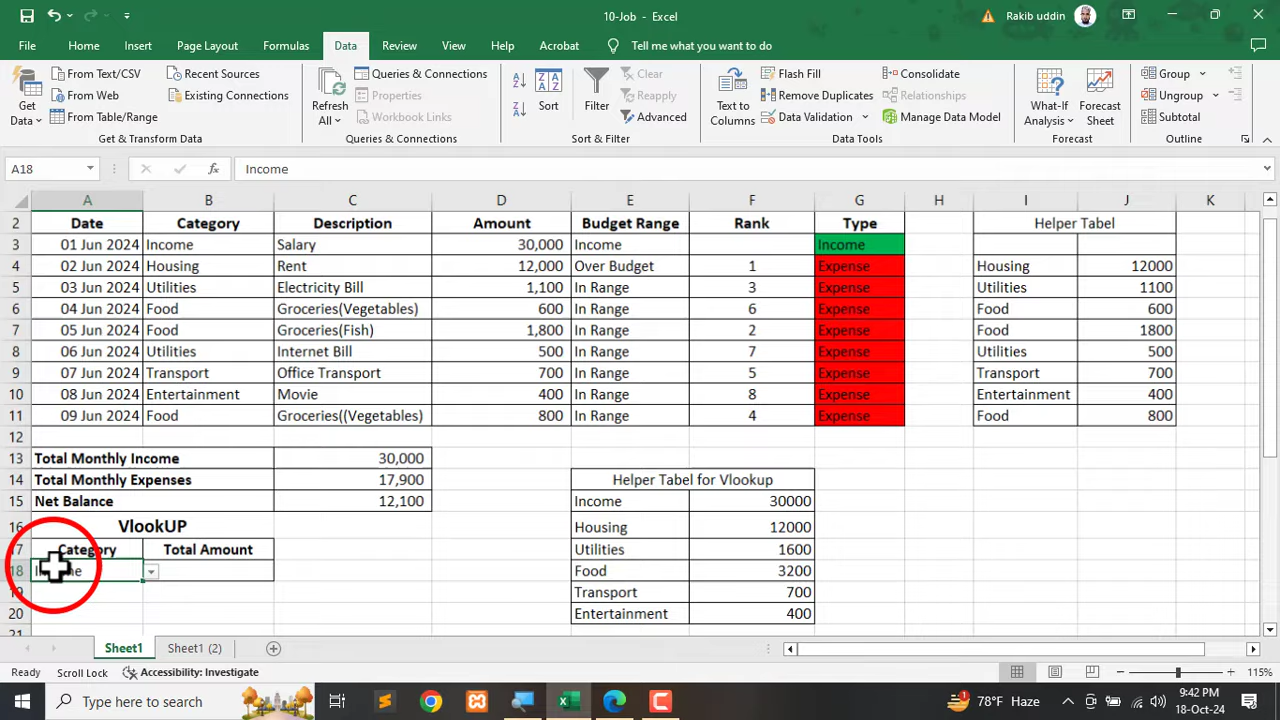 10-Job - Excel
Rakib uddin
File Home Insert Page Layout Formulas Data Review View Help Acrobat Tell me what you want to do
Get Data
From Text/CSV
From Web
From Table/Range
Recent Sources
Existing Connections
Get & Transform Data
Refresh All
Queries & Connections
Properties
Workbook Links
Queries & Connections
Sort
Filter
Clear
Reapply
Advanced
Sort & Filter
Text to Columns
Flash Fill
Remove Duplicates
Data Validation
Consolidate
Relationships
Manage Data Model
Data Tools
What-If Analysis
Forecast Sheet
Forecast
Group
Ungroup
Subtotal
Outline
A18 fx Income
A B C D E F G H I J K
2 Date Category Description Amount Budget Range Rank Type Helper Tabel
3 01 Jun 2024 Income Salary 30,000 Income Income
4 02 Jun 2024 Housing Rent 12,000 Over Budget 1 Expense Housing 12000
5 03 Jun 2024 Utilities Electricity Bill 1,100 In Range 3 Expense Utilities 1100
6 04 Jun 2024 Food Groceries(Vegetables) 600 In Range 6 Expense Food 600
7 05 Jun 2024 Food Groceries(Fish) 1,800 In Range 2 Expense Food 1800
8 06 Jun 2024 Utilities Internet Bill 500 In Range 7 Expense Utilities 500
9 07 Jun 2024 Transport Office Transport 700 In Range 5 Expense Transport 700
10 08 Jun 2024 Entertainment Movie 400 In Range 8 Expense Entertainment 400
11 09 Jun 2024 Food Groceries((Vegetables) 800 In Range 4 Expense Food 800
12
13 Total Monthly Income 30,000
14 Total Monthly Expenses 17,900 Helper Tabel for Vlookup
15 Net Balance 12,100 Income 30000
16 VlookUP Housing 12000
17 Category Total Amount Utilities 1600
18 Food 3200
19 Transport 700
20 Entertainment 400
21
Sheet1 Sheet1 (2)
Ready Scroll Lock Accessibility: Investigate 115%
Type here to search
1
78°F Haze
9:42 PM
18-Oct-24